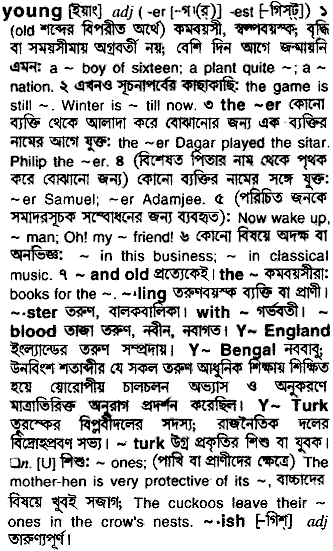 young [ইয়াং] adj (-er [-গা(র্)] -est [-গিস্ট্]) ১
(old শব্দের বিপরীত অর্থে) কমবয়সী, স্বল্পবয়স্ক; বৃদ্ধি
বা সময়সীমায় অগ্রবর্তী নয়; বেশি দিন আগে জন্মায়নি
এমন: a ~ boy of sixteen; a plant quite ~; a ~
nation. ২ এখনও সূচনাপর্বের কাছাকাছি: the game is
still ~. Winter is ~ till now. ৩ the ~er কোনো
ব্যক্তি থেকে আলাদা করে বোঝানোর জন্য এক ব্যক্তির
নামের আগে যুক্ত: the ~er Dagar played the sitar.
Philip the ~er. ৪ (বিশেষত পিতার নাম থেকে পৃথক
করে বোঝানো জন্য) কোনো ব্যক্তির নামের সঙ্গে যুক্ত:
~er Samuel; ~er Adamjee. ৫ (পরিচিত জনকে
সমাদরসূচক সম্বোধনের জন্য ব্যবহৃত): Now wake up,
~ man; Oh! my ~ friend! ৬ কোনো বিষয়ে অদক্ষ বা
অনভিজ্ঞ: ~ in this business; ~ in classical
music. ৭ ~ and old প্রত্যেকেই। the ~ কমবয়সীরা:
books for the ~. ~·ling তরুণবয়স্ক ব্যক্তি বা প্রাণী।
~·ster তরুণ, বালকবালিকা। with ~ গর্ভবতী। ~
blood তাজা তরুণ, নবীন, নবাগত। Y~ England
ইংল্যান্ডের তরুণ সম্প্রদায়। Y~ Bengal নববাবু;
উনবিংশ শতাব্দীর যে সকল তরুণ আধুনিক শিক্ষায় শিক্ষিত
হয়ে য়োরোপীয় চালচলন অভ্যাস ও অনুকরণে
মাত্রাতিরিক্ত অনুরাগ প্রদর্শন করেছিল। Y~ Turk
তুরস্কের বিপ্লবীদলের সদস্য; রাজনৈতিক দলের
বিদ্রোহপ্রবণ সভ্য। ~ turk উগ্র প্রকৃতির শিশু বা যুবক।
□n. [U] শিশু: ~ ones; (পাখি বা প্রাণীদের ক্ষেত্রে) The
mother-hen is very protective of its ~, বাচ্চাদের
বিষয়ে খুবই সজাগ; The cuckoos leave their ~
ones in the crow's nests. ~·ish [-গিশ্] adj
তারুণ্যপূর্ণ।